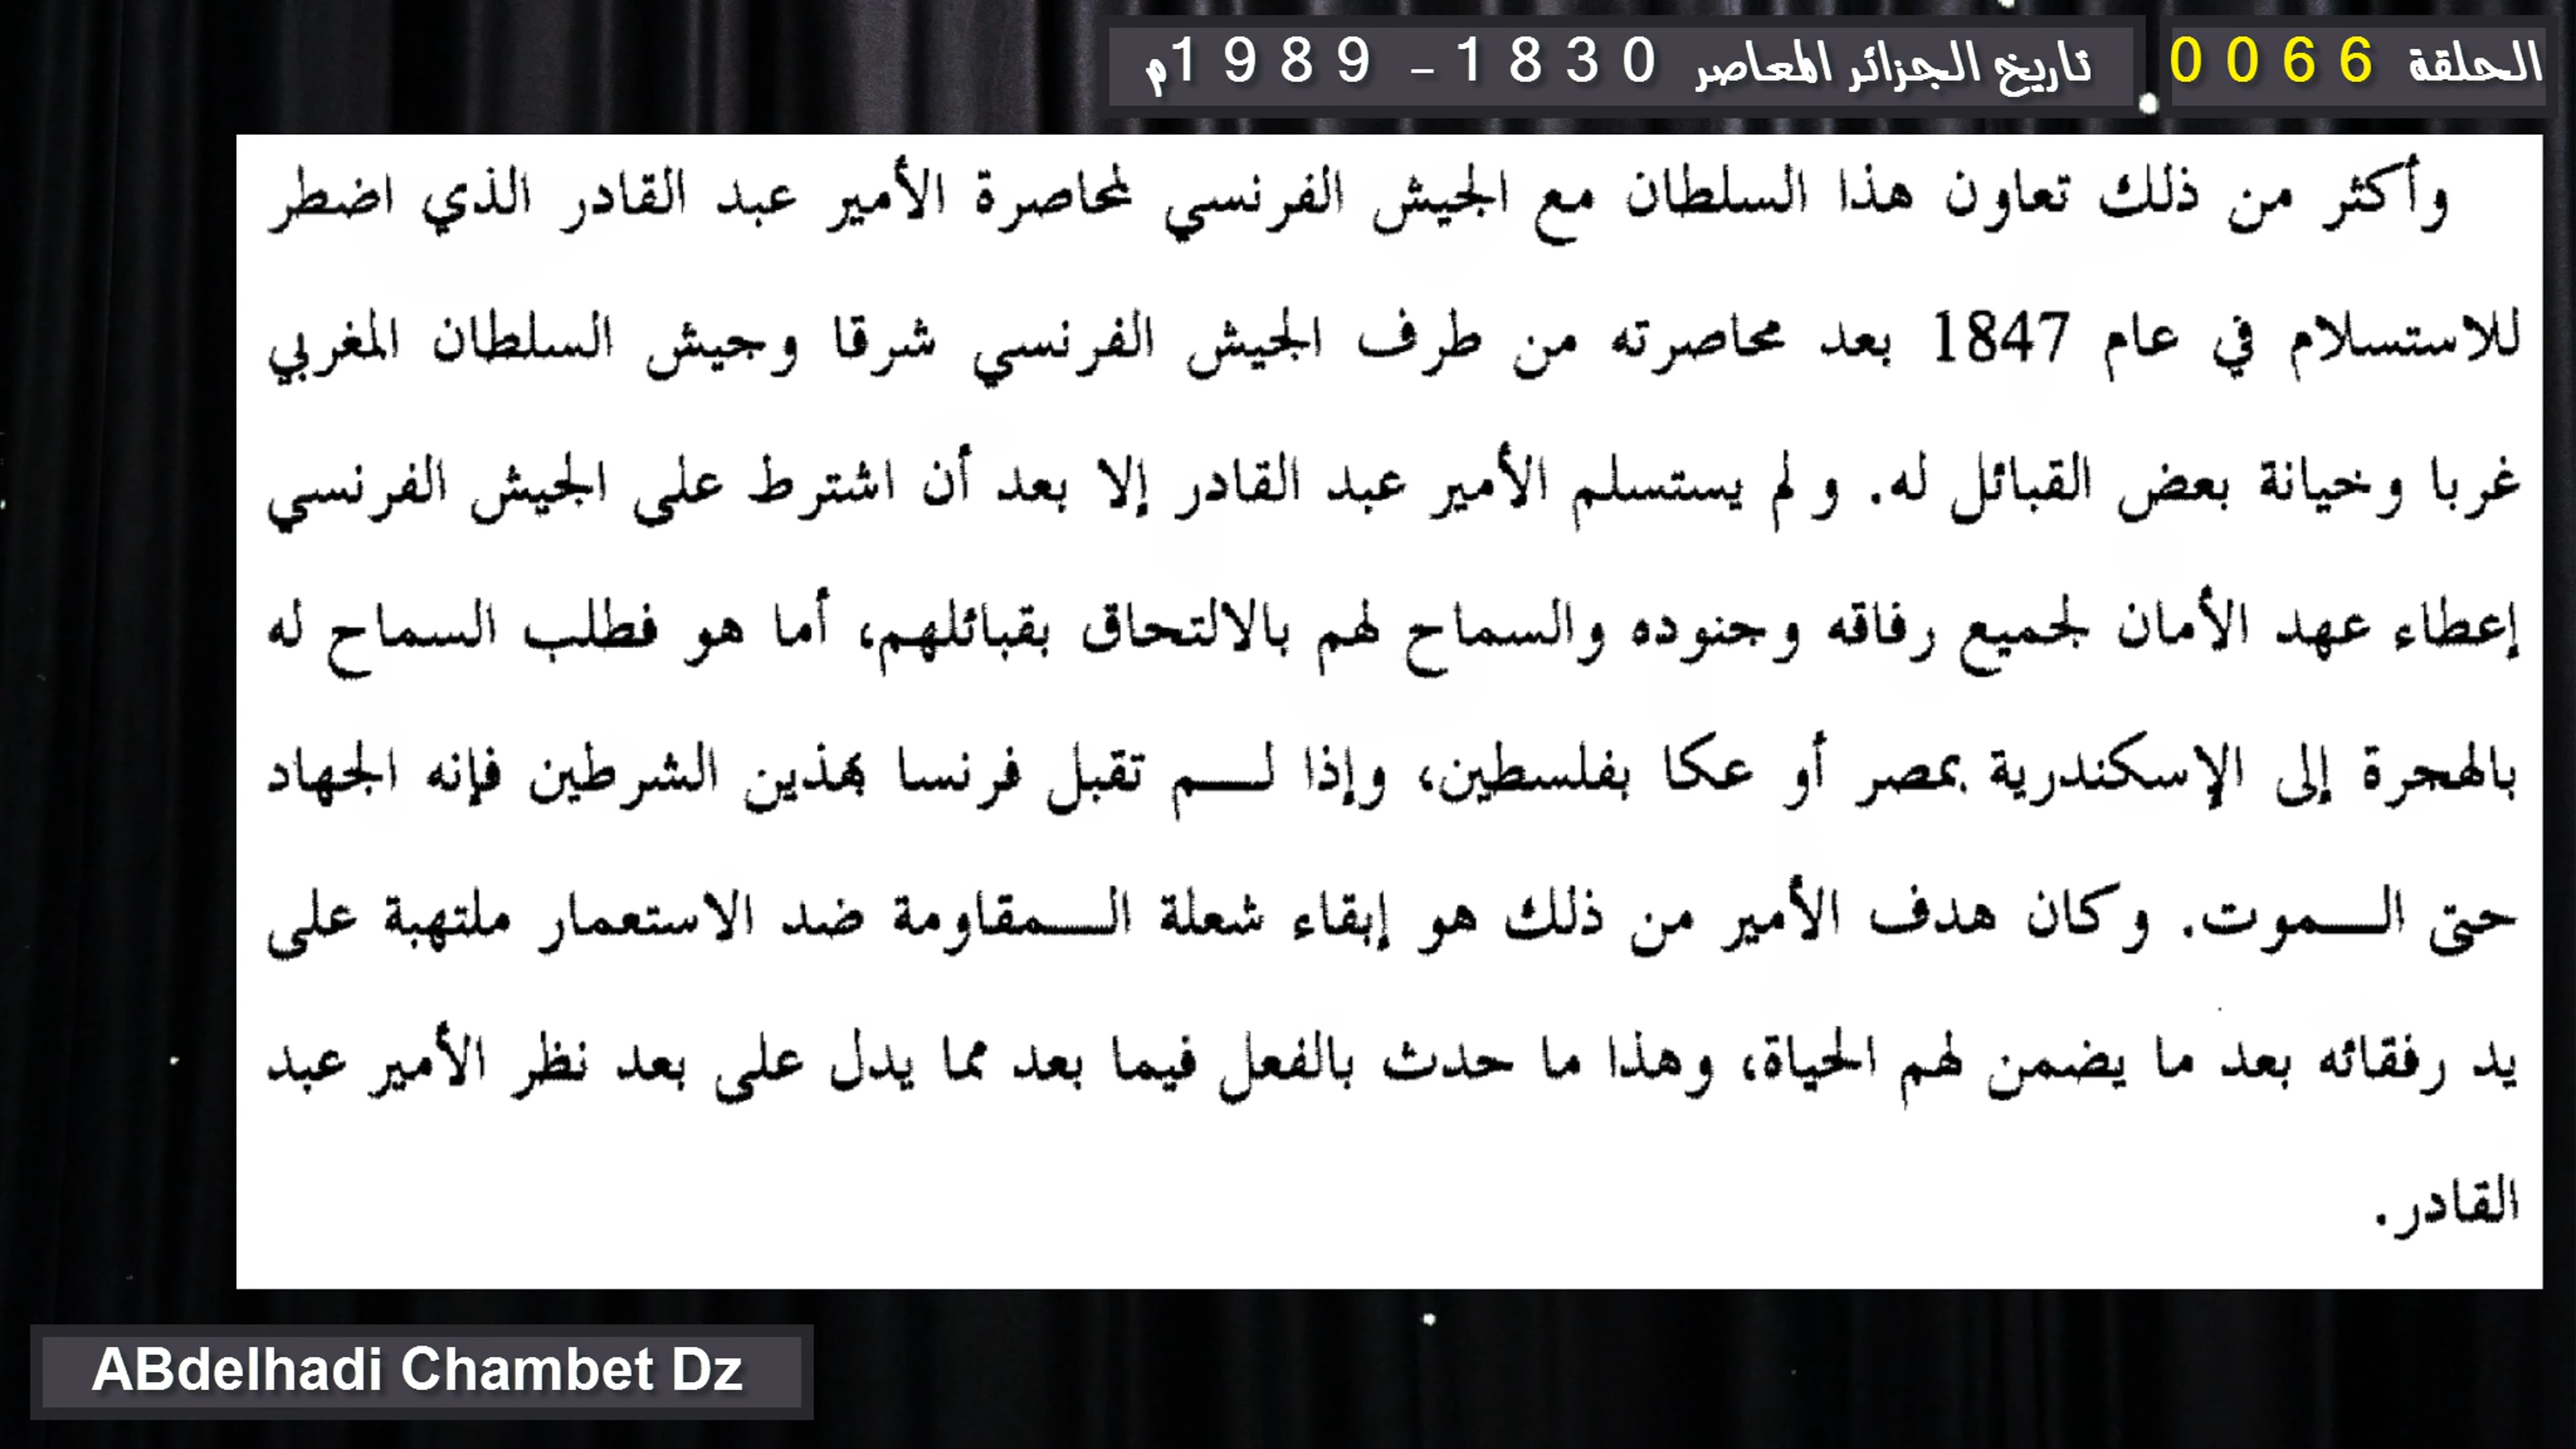 الحلقة 0066
تاريخ الجزائر المعاصر 1830 - 1989م
وأكثر من ذلك تعاون هذا السلطان مع الجيش الفرنسي لمحاصرة الأمير عبد القادر الذي اضطر
للاستسلام في عام 1847 بعد محاصرته من طرف الجيش الفرنسي شرقا وجيش السلطان المغربي
غربا وخيانة بعض القبائل له. و لم يستسلم الأمير عبد القادر إلا بعد أن اشترط على الجيش الفرنسي
إعطاء عهد الأمان لجميع رفاقه وجنوده والسماح لهم بالالتحاق بقبائلهم، أما هو فطلب السماح له
بالهجرة إلى الإسكندرية بمصر أو عكا بفلسطين، وإذا لـــم تقبل فرنسا بهذين الشرطين فإنه الجهاد
حتى الـــموت. وكان هدف الأمير من ذلك هو إبقاء شعلة الـــمقاومة ضد الاستعمار ملتهبة على
يد رفقائه بعد ما يضمن لهم الحياة، وهذا ما حدث بالفعل فيما بعد مما يدل على بعد نظر الأمير عبد
القادر.
ABdelhadi Chambet Dz